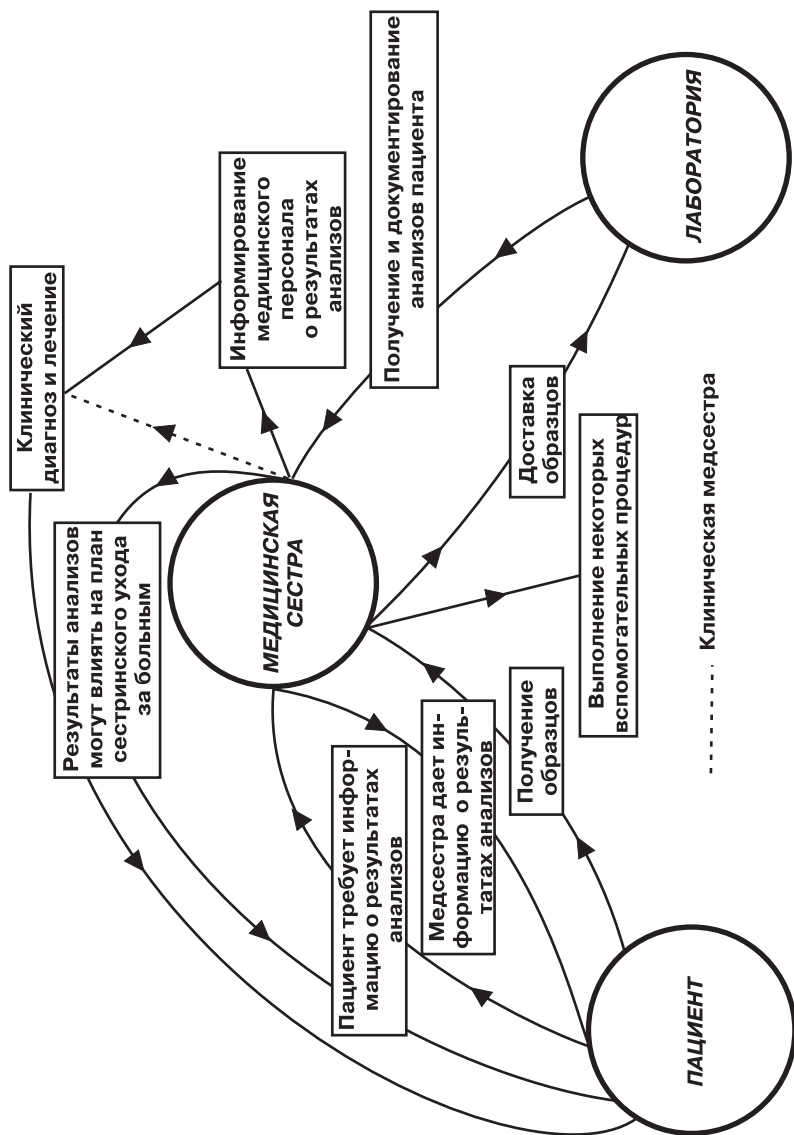 Клинический
диагноз и лечение
Результаты анализов
могут влиять на план
сестринского ухода
за больным
Информирование
медицинского
персонала
о результатах
анализов
МЕДИЦИНСКАЯ
СЕСТРА
Пациент требует инфор-
мацию о результатах
анализов
Получение и документирование
анализов пациента
Медсестра дает ин-
формацию о резуль-
татах анализов
Получение
образцов
Доставка
образцов
Выполнение некоторых
вспомогательных процедур
ПАЦИЕНТ
ЛАБОРАТОРИЯ
Клиническая медсестра